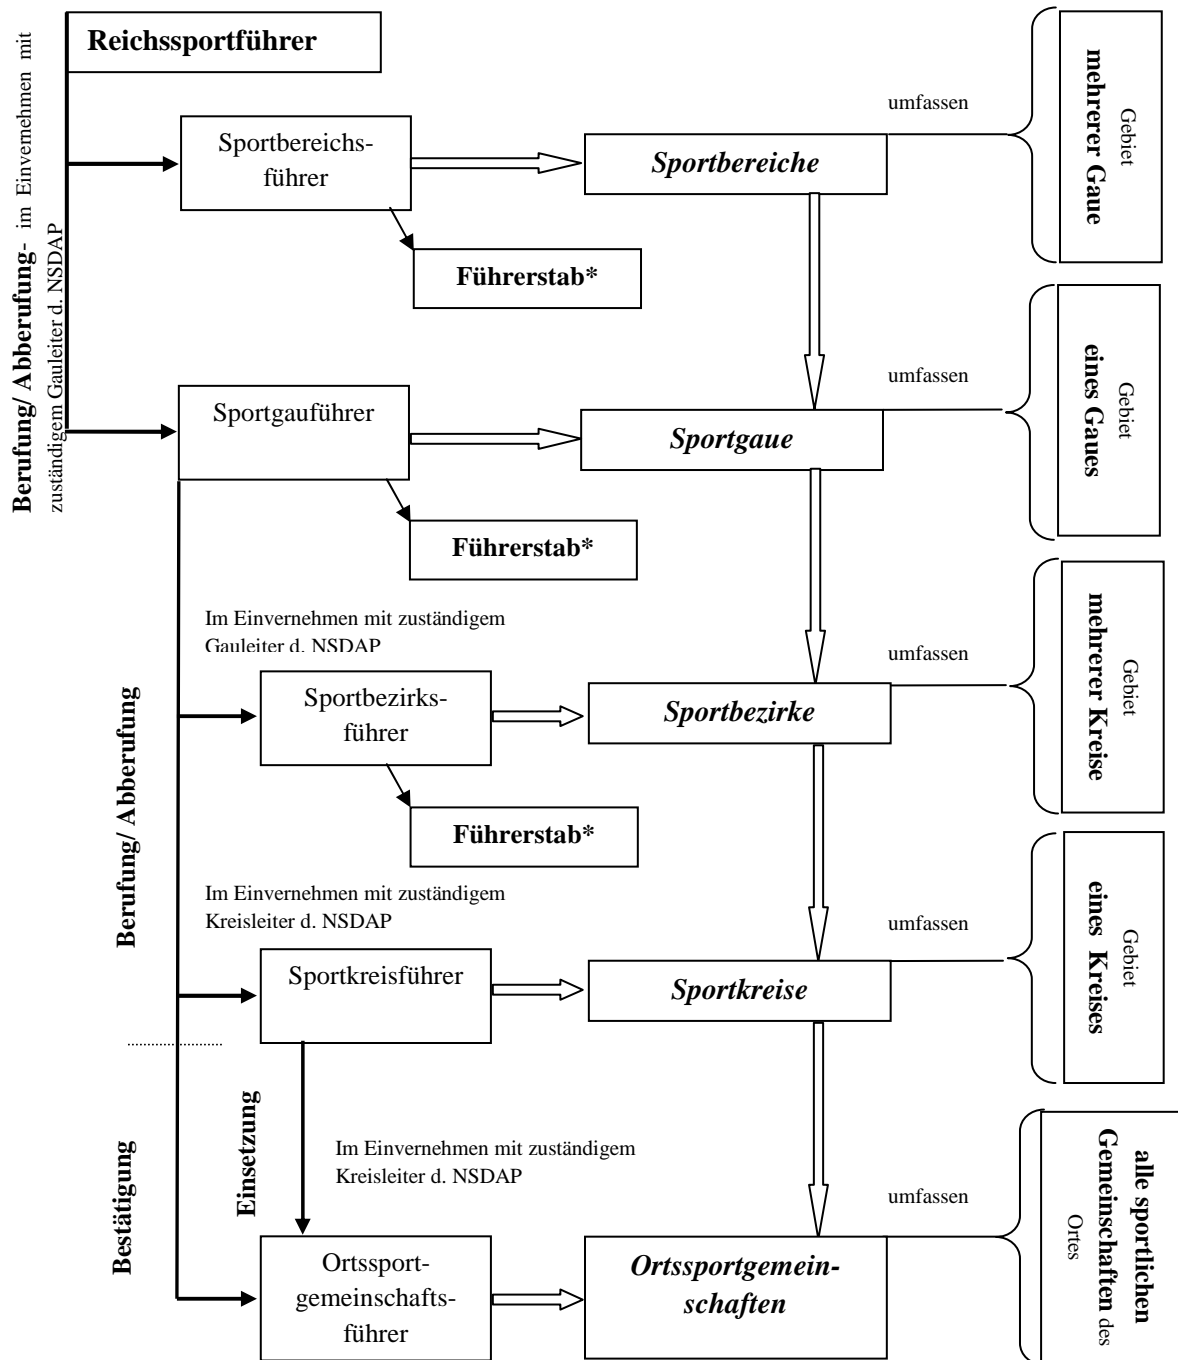 Reichssportführer
Berufung/ Abberufung- im Einvernehmen mit
zuständigem Gauleiter d. NSDAP
Sportbereichs-
führer
Sportbereiche
umfassen
Gebiet
mehrerer Gaue
Führerstab*
Sportgauführer
Sportgaue
umfassen
Gebiet
eines Gaues
Führerstab*
Im Einvernehmen mit zuständigem
Gauleiter d. NSDAP
Berufung/ Abberufung
Sportbezirks-
führer
Sportbezirke
umfassen
Gebiet
mehrerer Kreise
Führerstab*
Im Einvernehmen mit zuständigem
Kreisleiter d. NSDAP
Sportkreisführer
Sportkreise
umfassen
Gebiet
eines Kreises
Bestätigung
Einsetzung
Im Einvernehmen mit zuständigem
Kreisleiter d. NSDAP
Ortssport-
gemeinschafts-
führer
Ortssportgemein-
schaften
umfassen
alle sportlichen
Gemeinschaften des
Ortes